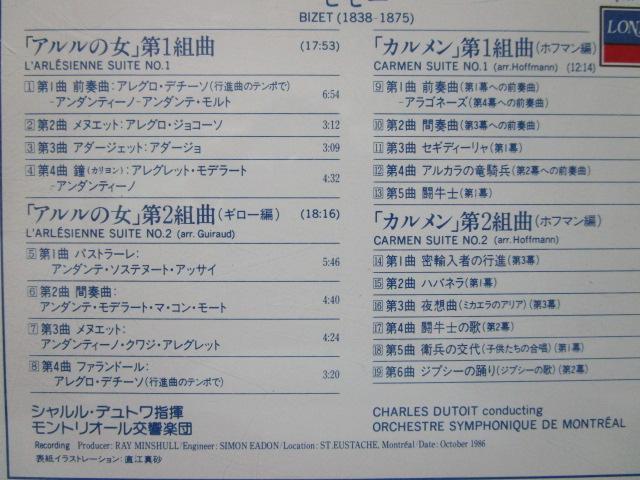 BIZET (1838-1875)
LOND
「アルルの女」第1組曲 (17:53)
L'ARLÉSIENNE SUITE NO.1
1 第1曲 前奏曲:アレグロ・デチーソ(行進曲のテンポで)
-アンダンティーノ-アンダンテ・モルト 6:54
2 第2曲 メヌエット:アレグロ・ジョコーソ 3:12
3 第3曲 アダージェット:アダージョ 3:09
4 第4曲 鐘(カリヨン):アレグレット・モデラート
-アンダンティーノ 4:32
「アルルの女」第2組曲(ギロー編) (18:16)
L'ARLÉSIENNE SUITE NO.2 (arr. Guiraud)
5 第1曲 パストラーレ:
アンダンテ・ソステヌート・アッサイ 5:46
6 第2曲 間奏曲:
アンダンテ・モデラート・マ・コン・モート 4:40
7 第3曲 メヌエット:
アンダンティーノ・クワジ・アレグレット 4:24
8 第4曲 ファランドール:
アレグロ・デチーソ(行進曲のテンポで) 3:20
「カルメン」第1組曲(ホフマン編)
CARMEN SUITE NO.1 (arr.Hoffmann) (12:14)
9 第1曲 前奏曲(第1幕への前奏曲)
-アラゴネーズ(第4幕への前奏曲)
10 第2曲 間奏曲(第3幕への前奏曲)
11 第3曲 セギディーリャ(第1幕)
12 第4曲 アルカラの竜騎兵(第2幕への前奏曲)
13 第5曲 闘牛士(第1幕)
「カルメン」第2組曲(ホフマン編)
CARMEN SUITE NO.2 (arr.Hoffmann)
14 第1曲 密輸入者の行進(第3幕)
15 第2曲 ハバネラ(第1幕)
16 第3曲 夜想曲(ミカエラのアリア)(第3幕)
17 第4曲 闘牛士の歌(第2幕)
18 第5曲 衛兵の交代(子供たちの合唱)(第1幕)
19 第6曲 ジプシーの踊り(ジプシーの歌)(第2幕)
シャルル・デュトワ指揮
モントリオール交響楽団
CHARLES DUTOIT conducting
ORCHESTRE SYMPHONIQUE DE MONTRÉAL
Recording Producer: RAY MINSHULL/Engineer: SIMON EADON/Location: ST.EUSTACHE, Montréal/Date: October 1986
表紙イラストレーション:直江真砂